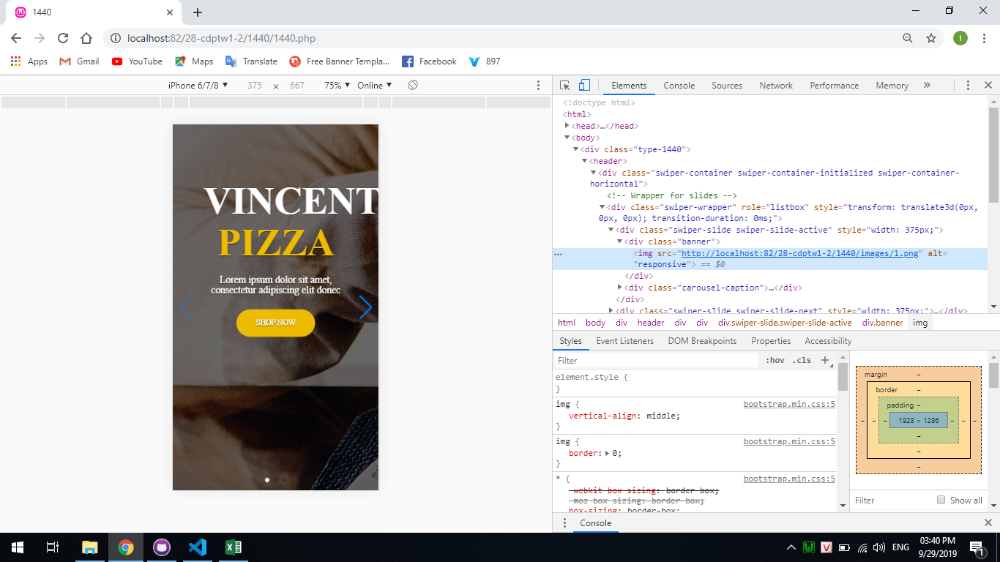 1440
localhost:82/28-cdptw1-2/1440/1440.php
t
Apps Gmail YouTube Maps Translate Free Banner Templa... Facebook 897
iPhone 6/7/8 ▼ 375 × 667 75% ▼ Online ▼
Elements Console Sources Network Performance Memory »
VINCENT
PIZZA
Lorem ipsum dolor sit amet,
consectetur adipiscing elit donec
SHOP NOW
<!doctype html>
<html>
▶<head>…</head>
▼<body>
▼<div class="type-1440">
▼<header>
▼<div class="swiper-container swiper-container-initialized swiper-container-
horizontal">
<!-- Wrapper for slides -->
▼<div class="swiper-wrapper" role="listbox" style="transform: translate3d(0px,
0px, 0px); transition-duration: 0ms;">
▼<div class="swiper-slide swiper-slide-active" style="width: 375px;">
▼<div class="banner">
… <img src="http://localhost:82/28-cdptw1-2/1440/images/1.png" alt=
"responsive"> == $0
</div>
▶<div class="carousel-caption">…</div>
</div>
▶<div class="swiper-slide swiper-slide-next" style="width: 375px;">…</div>
html body div header div div div.swiper-slide.swiper-slide-active div.banner img
Styles Event Listeners DOM Breakpoints Properties Accessibility
Filter :hov .cls +
element.style {
}
img { bootstrap.min.css:5
vertical-align: middle;
}
img { bootstrap.min.css:5
border:▶0;
}
* { bootstrap.min.css:5
-webkit-box-sizing: border-box;
-moz-box-sizing: border-box;
box-sizing: border-box;
margin –
border –
padding –
– – – 1928 × 1286 – – –
–
–
–
Filter Show all
Console
ENG
03:40 PM
9/29/2019
1